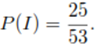 P(I) = 25/53.